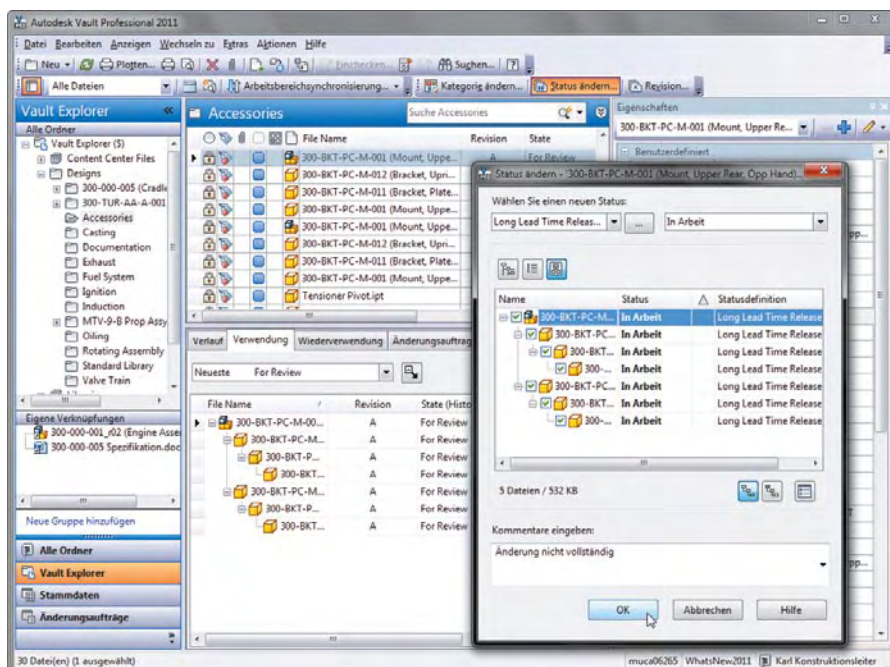 Autodesk Vault Professional 2011
Datei Bearbeiten Anzeigen Wechseln zu Extras Aktionen Hilfe
Neu Plotten... Einchecken... Suchen...
Alle Dateien Arbeitsbereichsynchronisierung... Kategorie ändern... Status ändern... Revision...
Vault Explorer
Alle Ordner
Vault Explorer ($)
Content Center Files
Designs
300-000-005 (Cradle
300-TUR-AA-A-001
Accessories
Casting
Documentation
Exhaust
Fuel System
Ignition
Induction
MTV-9-B Prop Assy
Oiling
Rotating Assembly
Standard Library
Valve Train
Eigene Verknüpfungen
300-000-001_r02 (Engine Asse
300-000-005 Spezifikation.doc
Neue Gruppe hinzufügen
Alle Ordner
Vault Explorer
Stammdaten
Änderungsaufträge
Accessories Suche Accessories
File Name Revision State
300-BKT-PC-M-001 (Mount, Uppe... A For Review
300-BKT-PC-M-012 (Bracket, Upri...
300-BKT-PC-M-011 (Bracket, Plate...
300-BKT-PC-M-001 (Mount, Uppe...
300-BKT-PC-M-001 (Mount, Uppe...
300-BKT-PC-M-012 (Bracket, Upri...
300-BKT-PC-M-011 (Bracket, Plate...
300-BKT-PC-M-001 (Mount, Uppe...
Tensioner Pivot.ipt
Verlauf Verwendung Wiederverwendung Änderungsauftrag
Neueste For Review
File Name Revision State (Histo
300-BKT-PC-M-00... A For Review
300-BKT-PC-M... A For Review
300-BKT-P... A For Review
300-BKT... A For Review
300-BKT-PC-M... A For Review
300-BKT-P... A For Review
300-BKT... A For Review
Eigenschaften
300-BKT-PC-M-001 (Mount, Upper Re...
Benutzerdefiniert
Status ändern - '300-BKT-PC-M-001 (Mount, Upper Rear, Opp Hand)...
Wählen Sie einen neuen Status:
Long Lead Time Releas... ... In Arbeit
Name Status Statusdefinition
300-BKT-PC-M... In Arbeit Long Lead Time Release
300-BKT-PC... In Arbeit Long Lead Time Release
300-BKT... In Arbeit Long Lead Time Release
300-... In Arbeit Long Lead Time Release
300-BKT-PC... In Arbeit Long Lead Time Release
300-BKT... In Arbeit Long Lead Time Release
300-... In Arbeit Long Lead Time Release
5 Dateien / 532 KB
Kommentare eingeben:
Änderung nicht vollständig
OK Abbrechen Hilfe
30 Datei(en) (1 ausgewählt) muca06265 WhatsNew2011 Karl Konstruktionsleiter